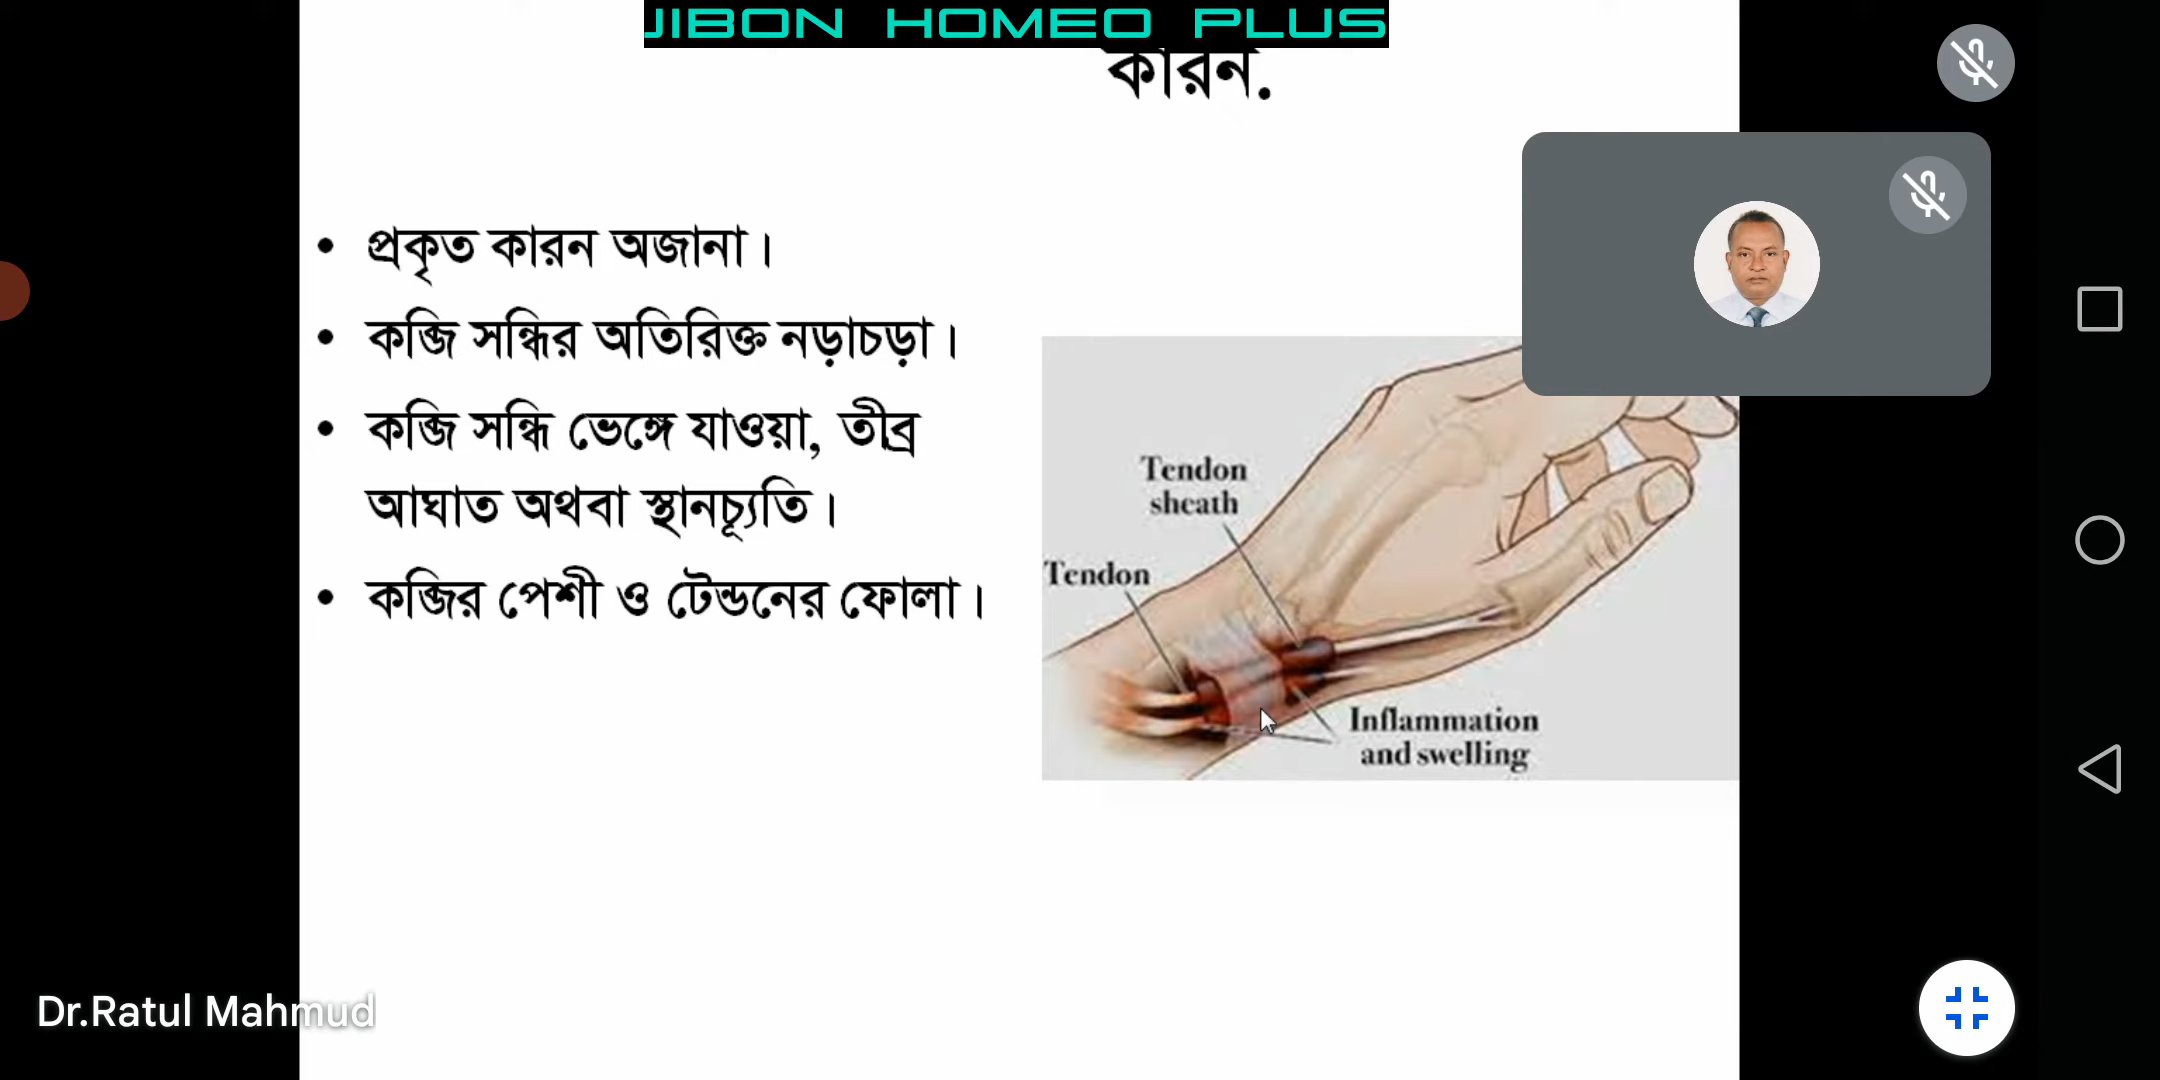 JIBON HOMEO PLUS
কারন.
• প্রকৃত কারন অজানা।
• কব্জি সন্ধির অতিরিক্ত নড়াচড়া।
• কব্জি সন্ধি ভেঙ্গে যাওয়া, তীব্র
আঘাত অথবা স্থানচ্যূতি।
• কব্জির পেশী ও টেন্ডনের ফোলা।
Tendon
sheath
Tendon
Inflammation
and swelling
Dr.Ratul Mahmud